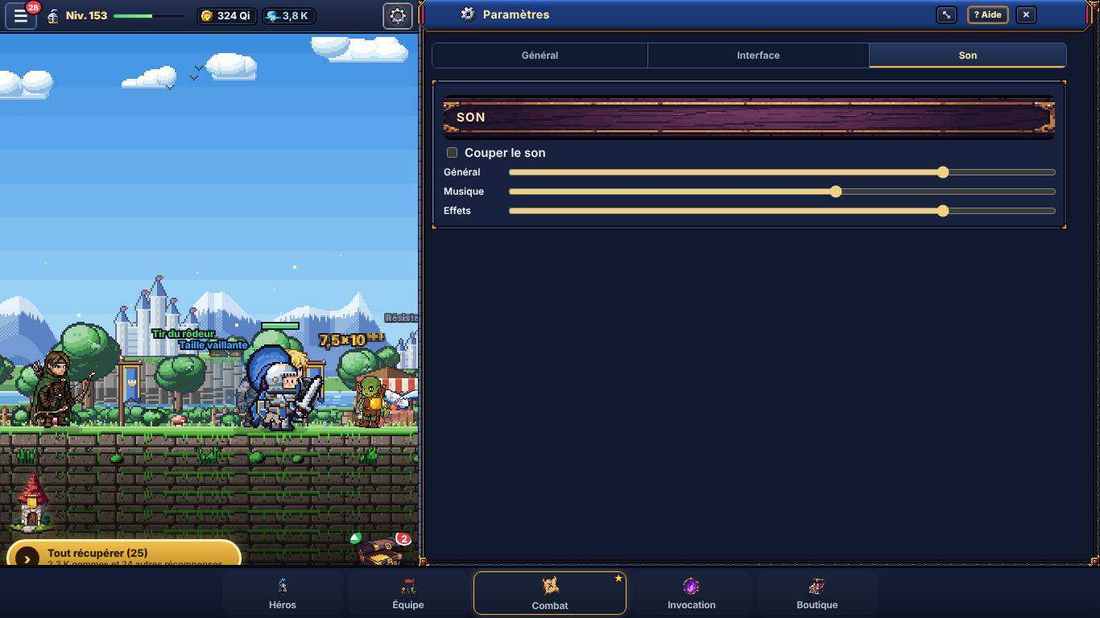 28
Niv. 153
324 Qi
3,8 K
Paramètres
? Aide
Général
Interface
Son
SON
Couper le son
Général
Musique
Effets
Tir du rôdeur
Taille vaillante
7,5×10
Tout récupérer (25)
2
Héros
Équipe
Combat
Invocation
Boutique